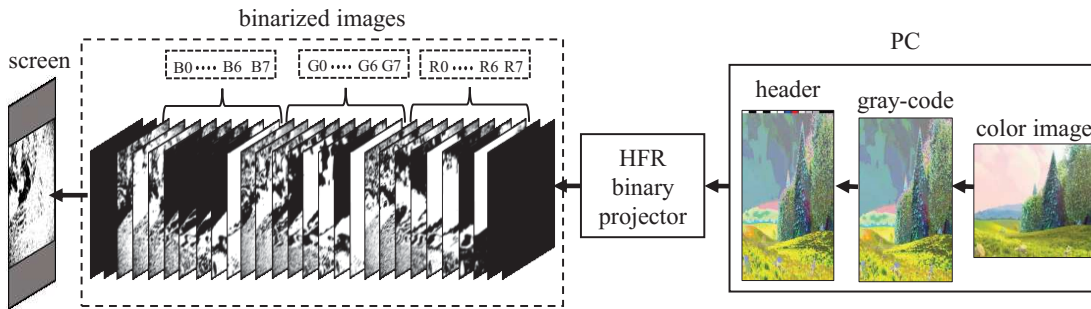 binarized images
screen
B0 •••• B6 B7
G0 •••• G6 G7
R0 •••• R6 R7
HFR
binary
projector
PC
header
gray-code
color image